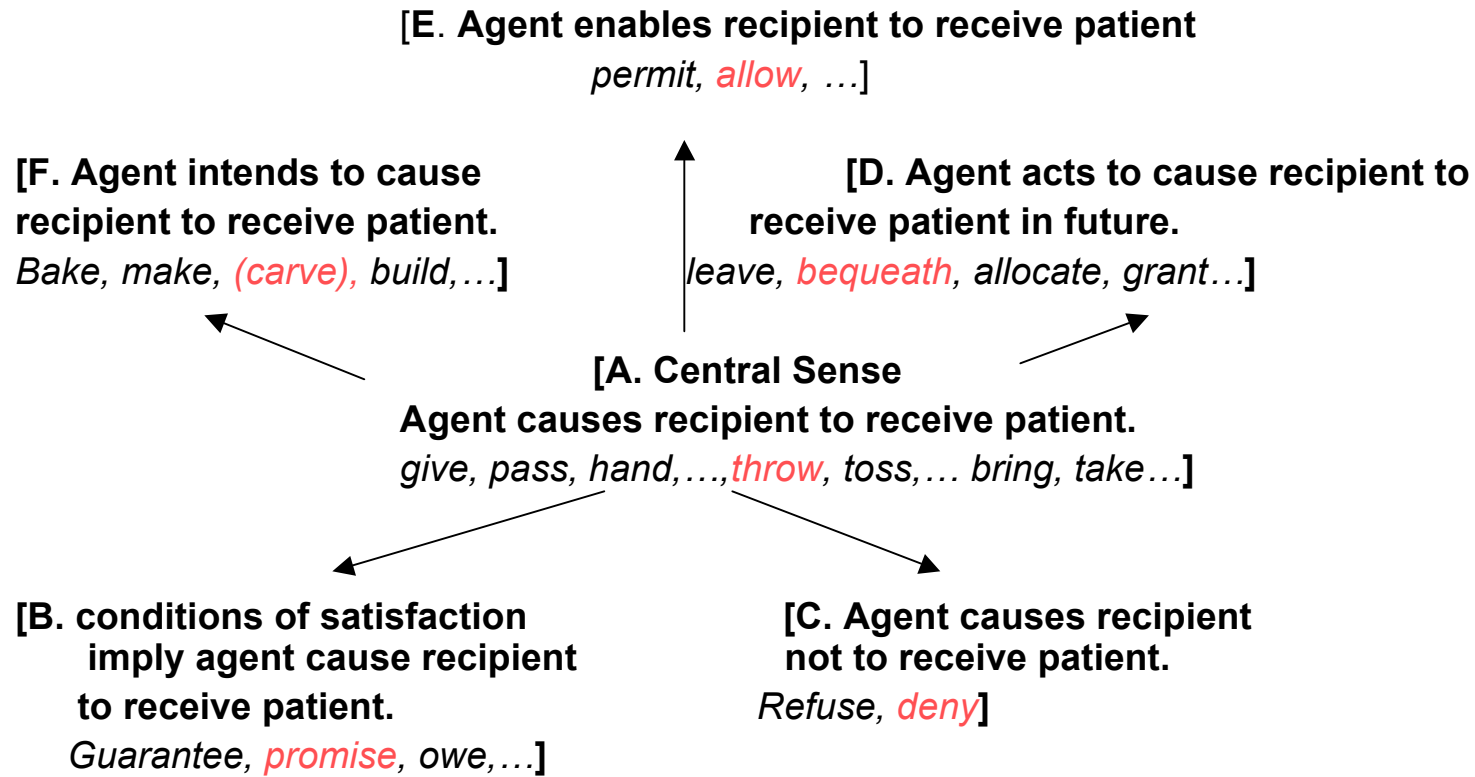 [E. Agent enables recipient to receive patient
permit, allow, …]
[F. Agent intends to cause
recipient to receive patient.
Bake, make, (carve), build,…]
[D. Agent acts to cause recipient to
receive patient in future.
leave, bequeath, allocate, grant…]
[A. Central Sense
Agent causes recipient to receive patient.
give, pass, hand,…,throw, toss,… bring, take…]
[B. conditions of satisfaction
imply agent cause recipient
to receive patient.
Guarantee, promise, owe,…]
[C. Agent causes recipient
not to receive patient.
Refuse, deny]